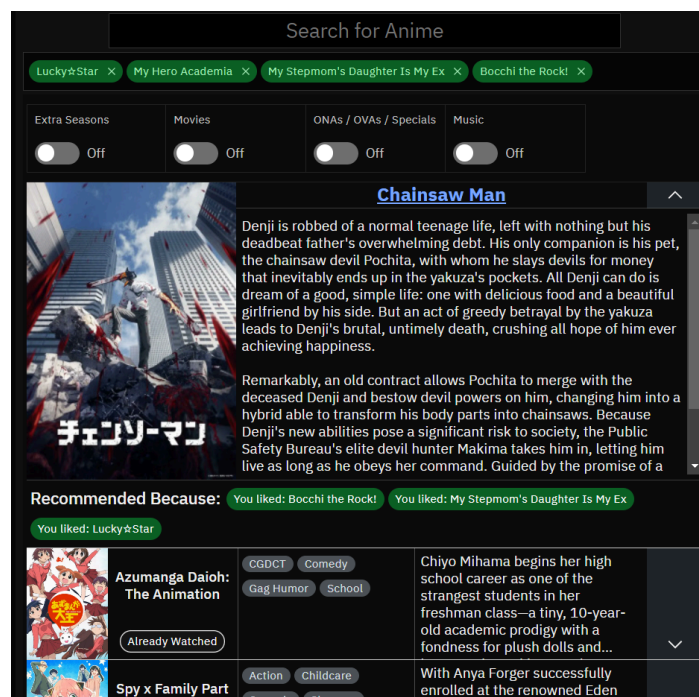 Search for Anime
Lucky☆Star × My Hero Academia × My Stepmom's Daughter Is My Ex × Bocchi the Rock! ×
Extra Seasons Movies ONAs / OVAs / Specials Music
Off Off Off Off
Chainsaw Man
Denji is robbed of a normal teenage life, left with nothing but his
deadbeat father's overwhelming debt. His only companion is his pet,
the chainsaw devil Pochita, with whom he slays devils for money
that inevitably ends up in the yakuza's pockets. All Denji can do is
dream of a good, simple life: one with delicious food and a beautiful
girlfriend by his side. But an act of greedy betrayal by the yakuza
leads to Denji's brutal, untimely death, crushing all hope of him ever
achieving happiness.
Remarkably, an old contract allows Pochita to merge with the
deceased Denji and bestow devil powers on him, changing him into a
hybrid able to transform his body parts into chainsaws. Because
Denji's new abilities pose a significant risk to society, the Public
Safety Bureau's elite devil hunter Makima takes him in, letting him
live as long as he obeys her command. Guided by the promise of a
チェンソーマン
Recommended Because: You liked: Bocchi the Rock! You liked: My Stepmom's Daughter Is My Ex
You liked: Lucky☆Star
あずまんが
大王
Azumanga Daioh:
The Animation
Already Watched
CGDCT Comedy
Gag Humor School
Chiyo Mihama begins her high
school career as one of the
strangest students in her
freshman class—a tiny, 10-year-
old academic prodigy with a
fondness for plush dolls and...
Spy x Family Part
Action Childcare
With Anya Forger successfully
enrolled at the renowned Eden